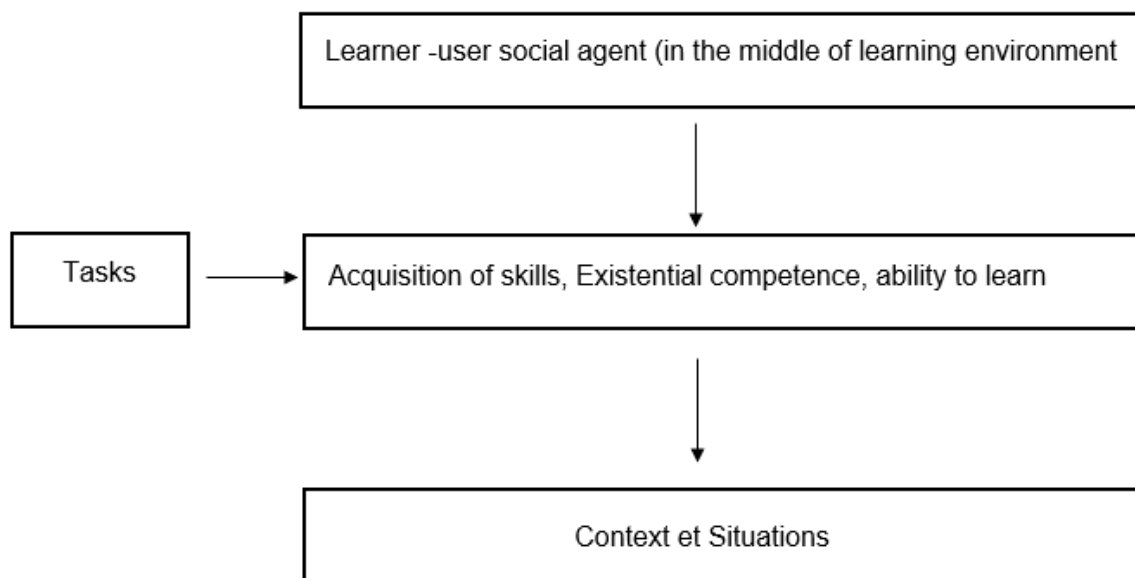 Learner -user social agent (in the middle of learning environment
Tasks
Acquisition of skills, Existential competence, ability to learn
Context et Situations